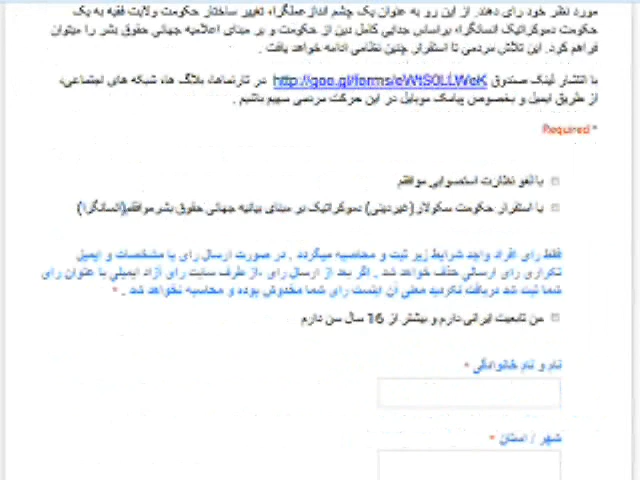 مورد نظر خود رای دهند. از این رو به عنوان یک چشم اندازعملگرا، تغییر ساختار حکومت ولایت فقیه به یک
حکومت دموکراتیک انسانگرا، براساس جدایی کامل دین از حکومت و بر مبنای اعلامیه جهانی حقوق بشر را میتوان
فراهم کرد. این تلاش مردمی تا استقرار چنین نظامی ادامه خواهد یافت .
با انتشار لینک صندوق http://goo.gl/forms/eWtS0LLWeK در تارنماها، بلاگ ها، شبکه های اجتماعی،
از طریق ایمیل و بخصوص پیامک موبایل در این حرکت مردمی سهیم باشیم .
* Required
با لغو نظارت استصوابی موافقم
با استقرار حکومت سکولار(غیردینی) دموکراتیک بر مبنای بیانیه جهانی حقوق بشرموافقم(انسانگرا)
فقط رای افراد واجد شرایط زیر ثبت و محاسبه میگردد . در صورت ارسال رای با مشخصات و ایمیل
تکراری رای ارسالی حذف خواهد شد . اگر بعد از ارسال رای ،از طرف سایت رای آزاد ایمیلی با عنوان رای
شما ثبت شد دریافت نکردید معنی آن اینست رای شما مخدوش بوده و محاسبه نخواهد شد . *
من تابعیت ایرانی دارم و بیشتر از 16 سال سن دارم
نام و نام خانوادگی *
شهر / استان *